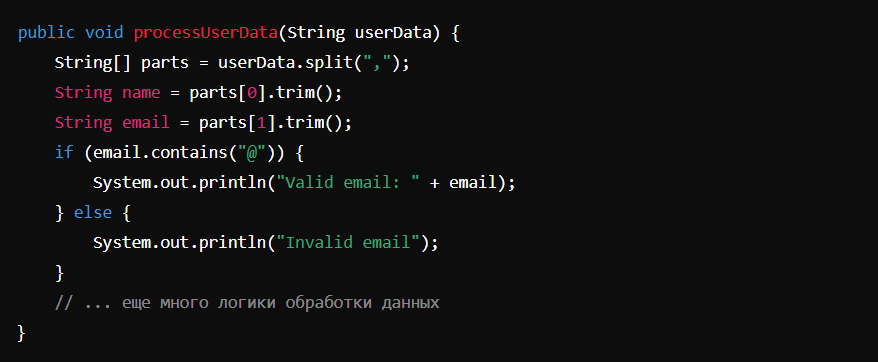 public void processUserData(String userData) {
String[] parts = userData.split(",");
String name = parts[0].trim();
String email = parts[1].trim();
if (email.contains("@")) {
System.out.println("Valid email: " + email);
} else {
System.out.println("Invalid email");
}
// ... еще много логики обработки данных
}